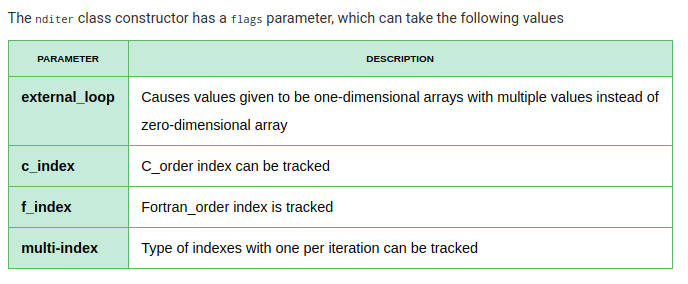 The nditer class constructor has a flags parameter, which can take the following values
PARAMETER DESCRIPTION
external_loop Causes values given to be one-dimensional arrays with multiple values instead of
zero-dimensional array
c_index C_order index can be tracked
f_index Fortran_order index is tracked
multi-index Type of indexes with one per iteration can be tracked